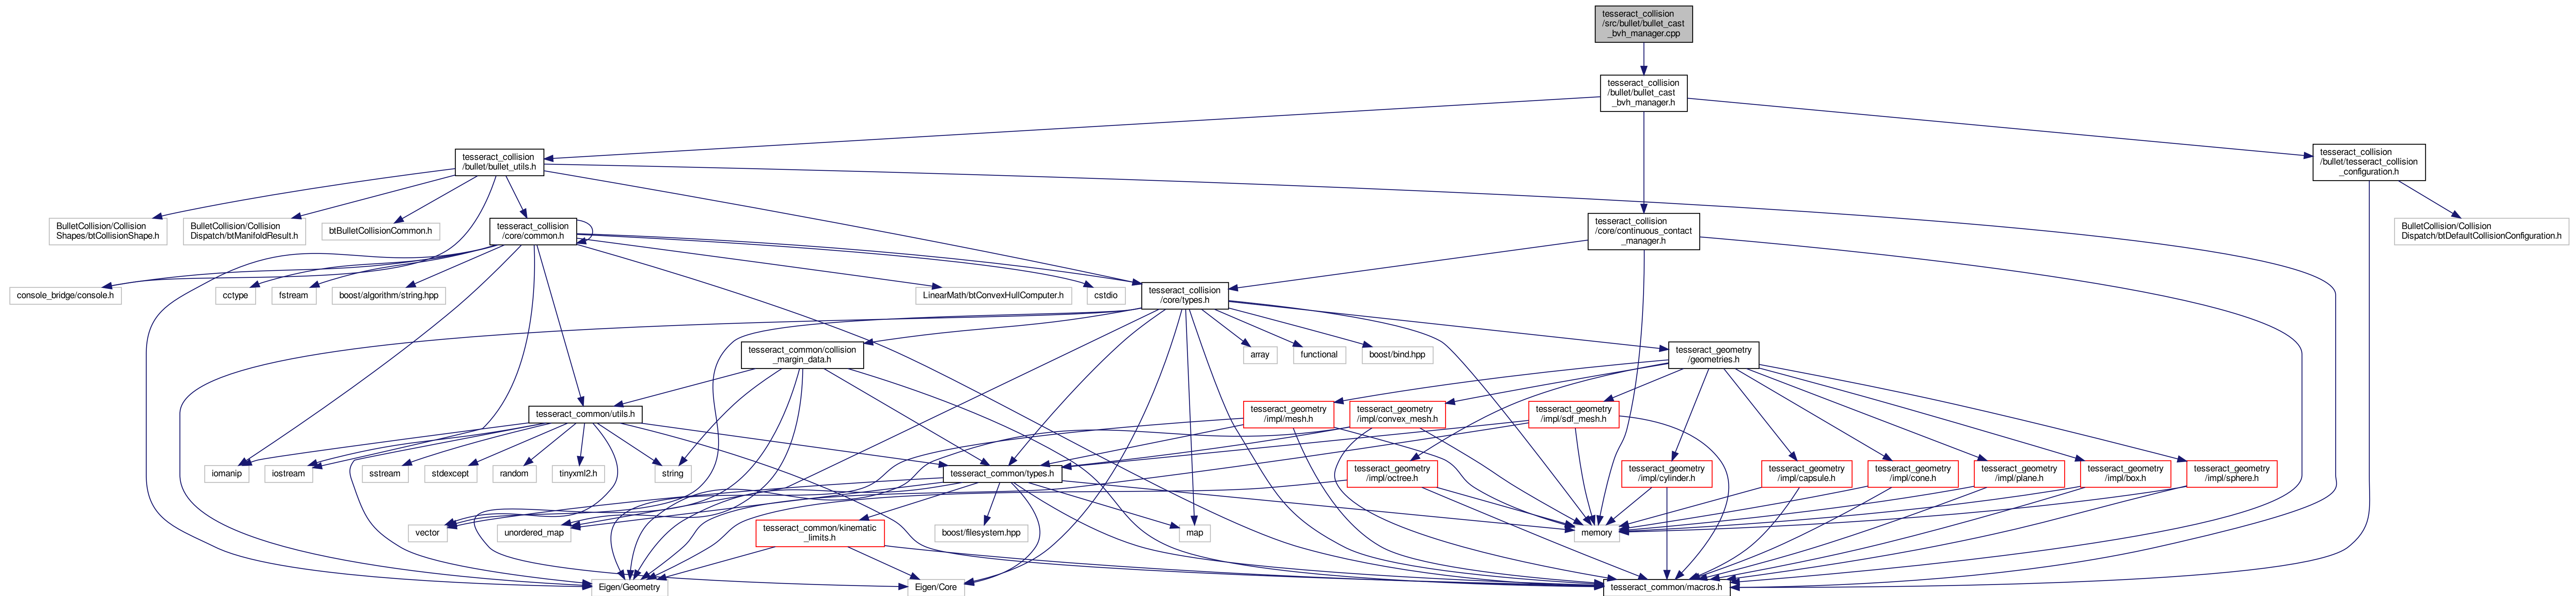 tesseract_collision
/src/bullet/bullet_cast
_bvh_manager.cpp
tesseract_collision
/bullet/bullet_cast
_bvh_manager.h
tesseract_collision
/bullet/bullet_utils.h
tesseract_collision
/bullet/tesseract_collision
_configuration.h
BulletCollision/Collision
Shapes/btCollisionShape.h
BulletCollision/Collision
Dispatch/btManifoldResult.h
btBulletCollisionCommon.h
tesseract_collision
/core/common.h
tesseract_collision
/core/continuous_contact
_manager.h
BulletCollision/Collision
Dispatch/btDefaultCollisionConfiguration.h
console_bridge/console.h
cctype
fstream
boost/algorithm/string.hpp
LinearMath/btConvexHullComputer.h
cstdio
tesseract_collision
/core/types.h
tesseract_common/collision
_margin_data.h
array
functional
boost/bind.hpp
tesseract_geometry
/geometries.h
tesseract_common/utils.h
tesseract_geometry
/impl/mesh.h
tesseract_geometry
/impl/convex_mesh.h
tesseract_geometry
/impl/sdf_mesh.h
iomanip
iostream
sstream
stdexcept
random
tinyxml2.h
string
tesseract_common/types.h
tesseract_geometry
/impl/octree.h
tesseract_geometry
/impl/cylinder.h
tesseract_geometry
/impl/capsule.h
tesseract_geometry
/impl/cone.h
tesseract_geometry
/impl/plane.h
tesseract_geometry
/impl/box.h
tesseract_geometry
/impl/sphere.h
vector
unordered_map
tesseract_common/kinematic
_limits.h
boost/filesystem.hpp
map
memory
Eigen/Geometry
Eigen/Core
tesseract_common/macros.h